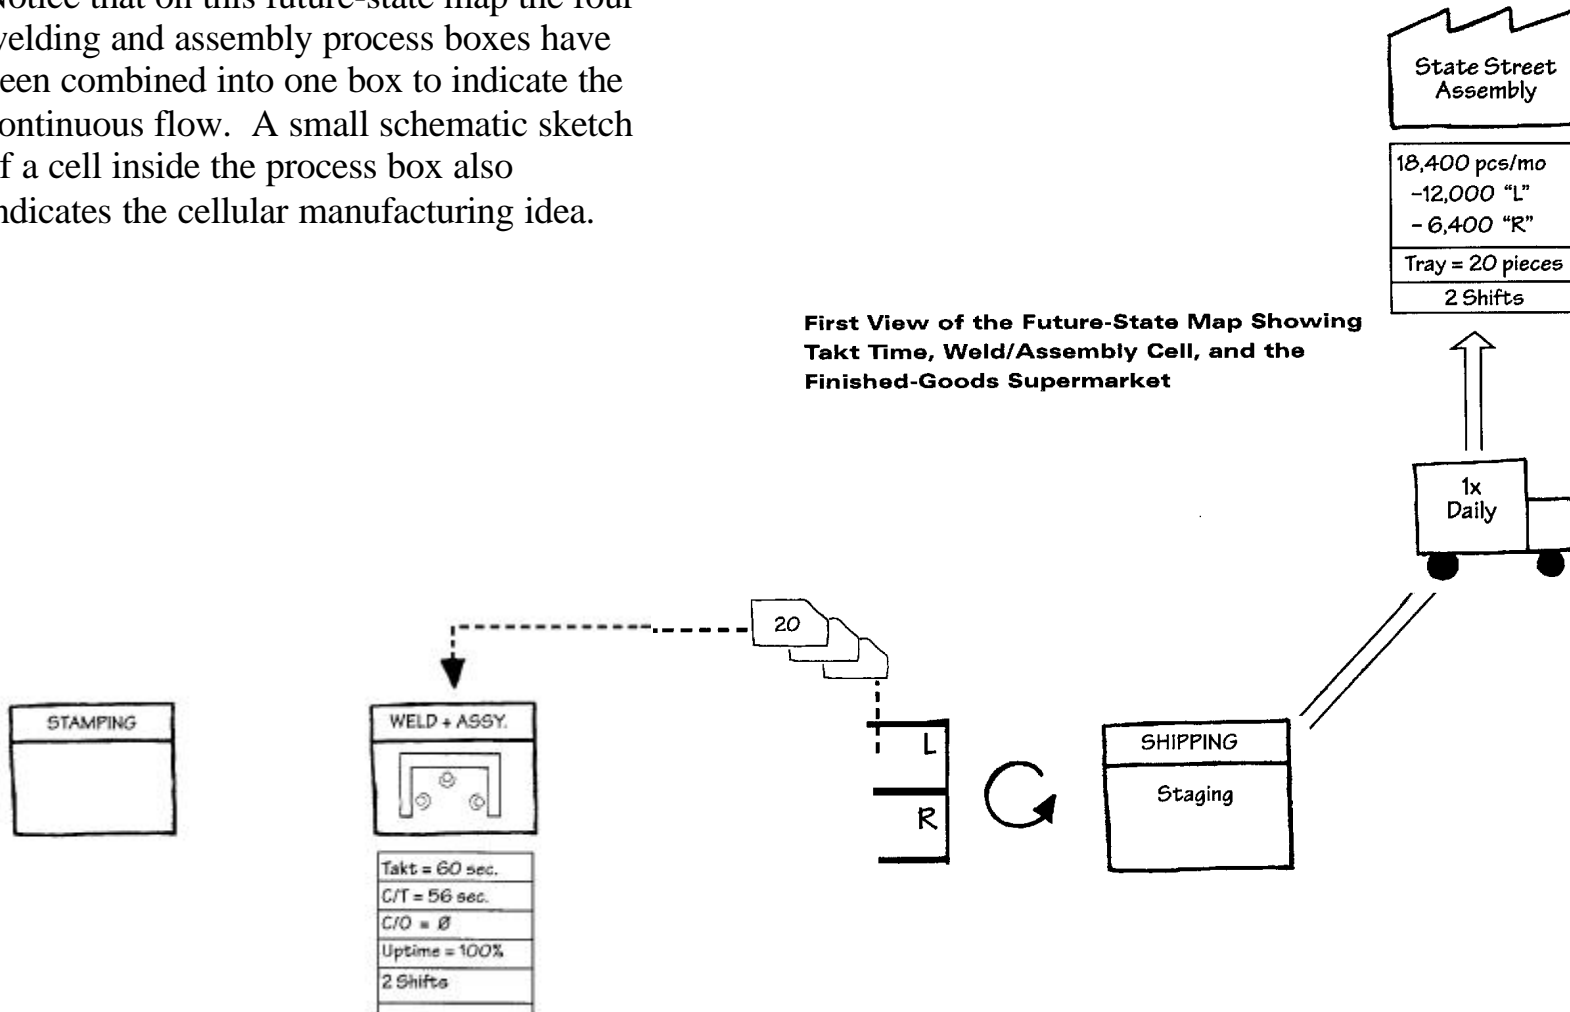 Notice that on this future-state map the four
welding and assembly process boxes have
been combined into one box to indicate the
continuous flow. A small schematic sketch
of a cell inside the process box also
indicates the cellular manufacturing idea.
State Street
Assembly
18,400 pcs/mo
-12,000 "L"
- 6,400 "R"
Tray = 20 pieces
2 Shifts
First View of the Future-State Map Showing
Takt Time, Weld/Assembly Cell, and the
Finished-Goods Supermarket
1x
Daily
20
STAMPING
WELD + ASSY.
L
R
SHIPPING
Staging
Takt = 60 sec.
C/T = 56 sec.
C/O = Ø
Uptime = 100%
2 Shifts